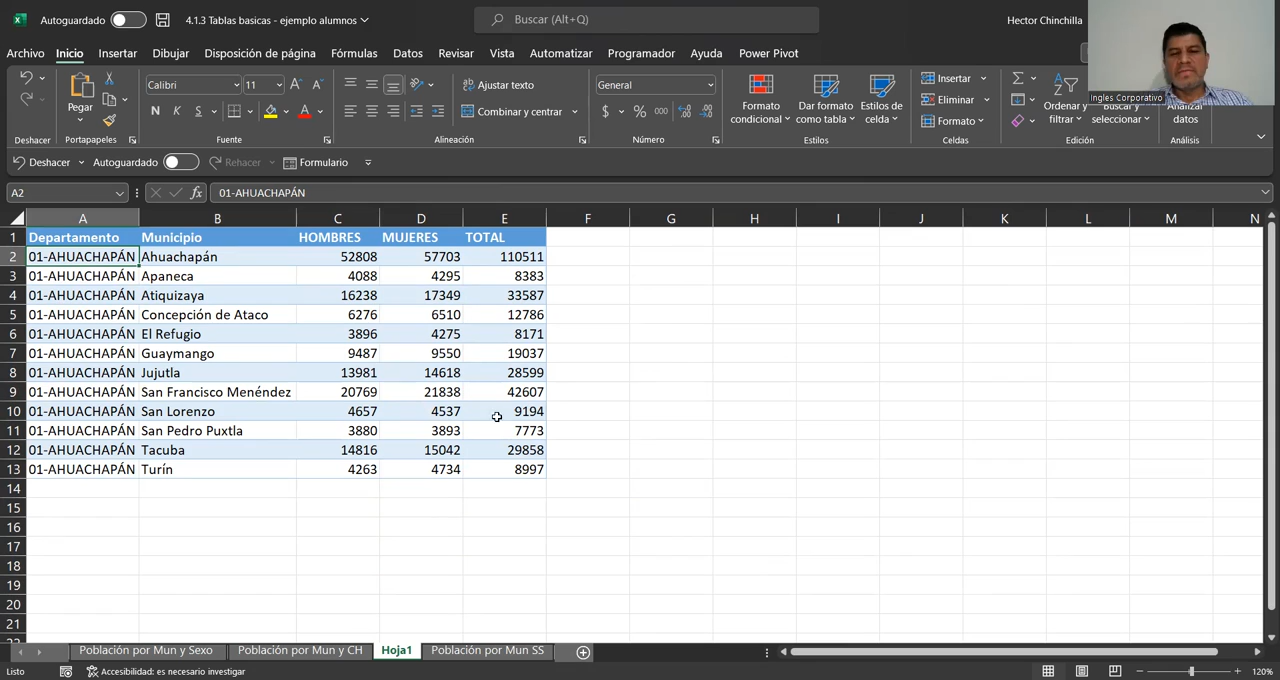 Autoguardado
4.1.3 Tablas basicas - ejemplo alumnos
Buscar (Alt+Q)
Hector Chinchilla
Archivo Inicio Insertar Dibujar Disposición de página Fórmulas Datos Revisar Vista Automatizar Programador Ayuda Power Pivot
Pegar
Calibri 11
N K S
Ajustar texto
Combinar y centrar
General
$ % 000
Formato condicional
Dar formato como tabla
Estilos de celda
Insertar
Eliminar
Formato
Ordenar y filtrar
Buscar y seleccionar
Analizar datos
Ingles Corporativo
Deshacer Portapapeles Fuente Alineación Número Estilos Celdas Edición Análisis
Deshacer Autoguardado Rehacer Formulario
A2 fx 01-AHUACHAPÁN
A B C D E F G H I J K L M N
1 Departamento Municipio HOMBRES MUJERES TOTAL
2 01-AHUACHAPÁN Ahuachapán 52808 57703 110511
3 01-AHUACHAPÁN Apaneca 4088 4295 8383
4 01-AHUACHAPÁN Atiquizaya 16238 17349 33587
5 01-AHUACHAPÁN Concepción de Ataco 6276 6510 12786
6 01-AHUACHAPÁN El Refugio 3896 4275 8171
7 01-AHUACHAPÁN Guaymango 9487 9550 19037
8 01-AHUACHAPÁN Jujutla 13981 14618 28599
9 01-AHUACHAPÁN San Francisco Menéndez 20769 21838 42607
10 01-AHUACHAPÁN San Lorenzo 4657 4537 9194
11 01-AHUACHAPÁN San Pedro Puxtla 3880 3893 7773
12 01-AHUACHAPÁN Tacuba 14816 15042 29858
13 01-AHUACHAPÁN Turín 4263 4734 8997
14
15
16
17
18
19
20
21
Población por Mun y Sexo Población por Mun y CH Hoja1 Población por Mun SS
Listo Accesibilidad: es necesario investigar 120%